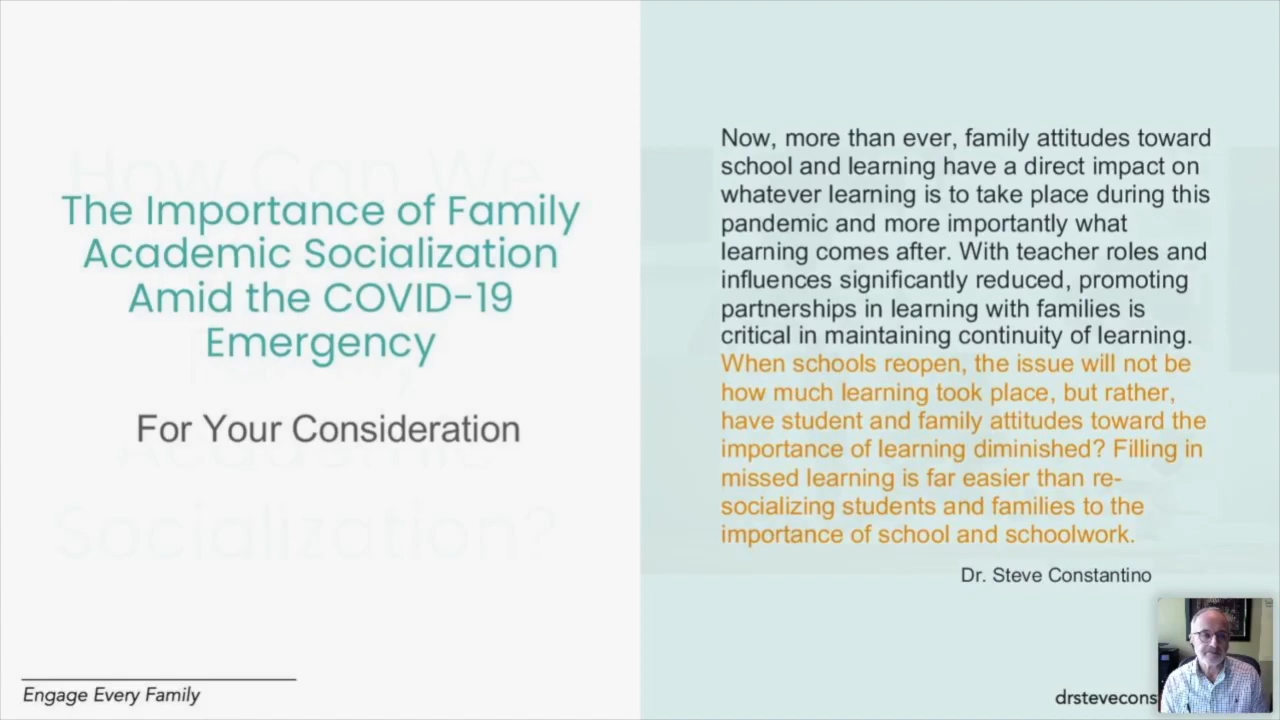 The Importance of Family
Academic Socialization
Amid the COVID-19
Emergency
For Your Consideration
How Can We
Academic
Socialization?
Engage Every Family
Now, more than ever, family attitudes toward
school and learning have a direct impact on
whatever learning is to take place during this
pandemic and more importantly what
learning comes after. With teacher roles and
influences significantly reduced, promoting
partnerships in learning with families is
critical in maintaining continuity of learning.
When schools reopen, the issue will not be
how much learning took place, but rather,
have student and family attitudes toward the
importance of learning diminished? Filling in
missed learning is far easier than re-
socializing students and families to the
importance of school and schoolwork.
Dr. Steve Constantino
drstevecons